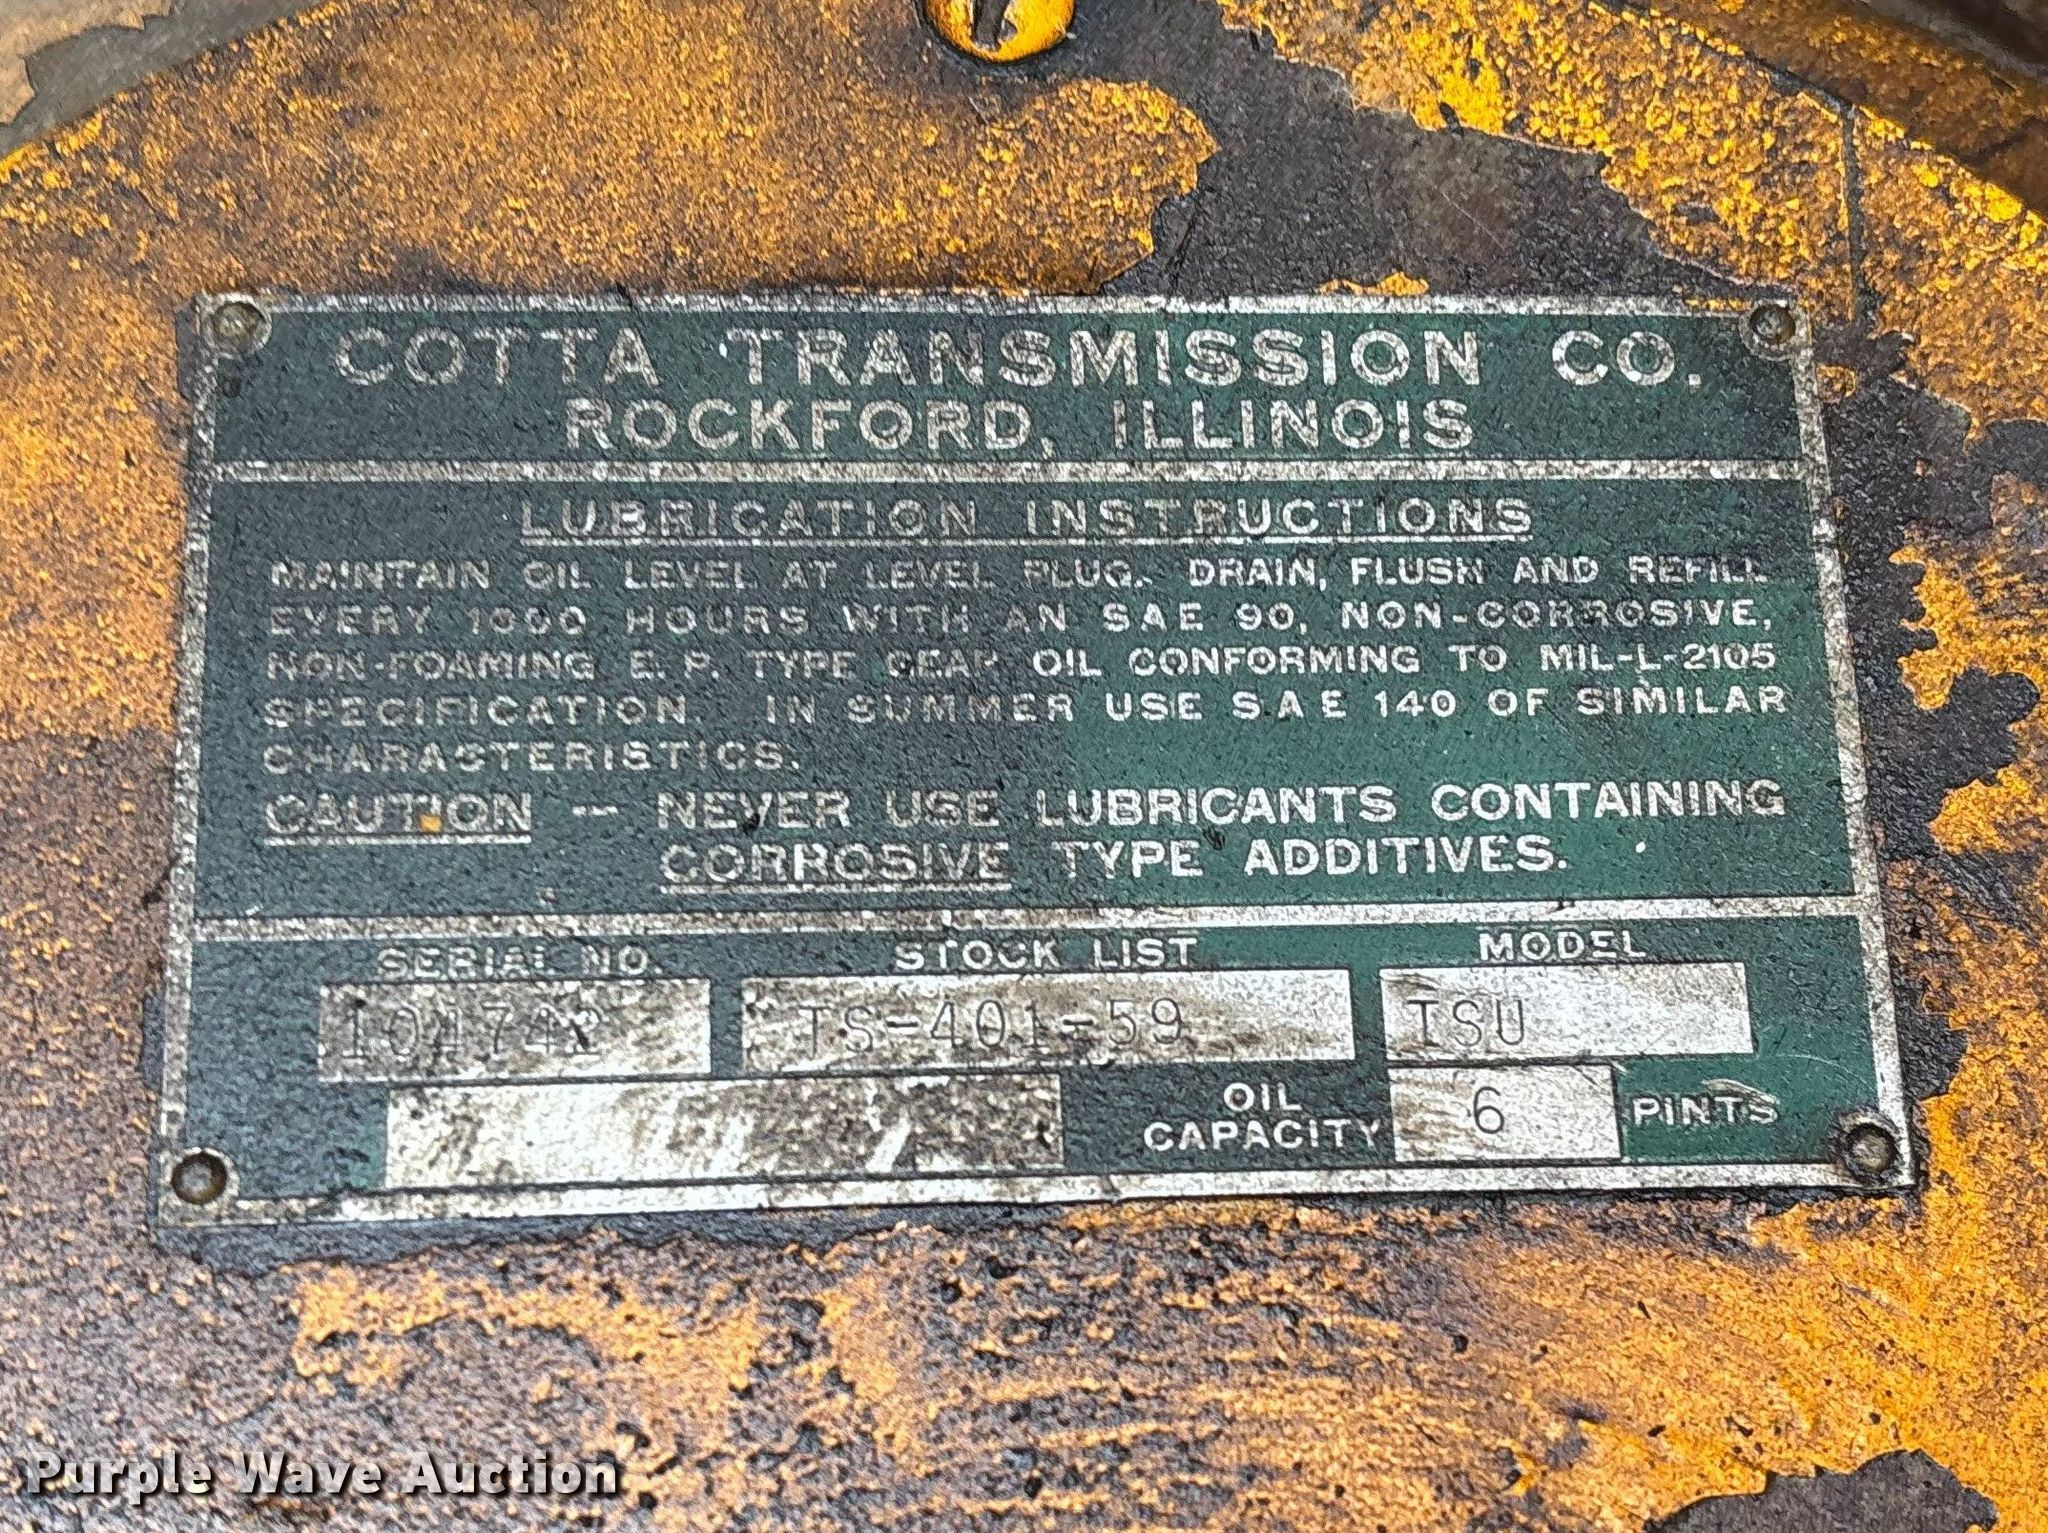 COTTA TRANSMISSION CO.
ROCKFORD, ILLINOIS
LUBRICATION INSTRUCTIONS
MAINTAIN OIL LEVEL AT LEVEL PLUG. DRAIN, FLUSH AND REFILL
EVERY 1000 HOURS WITH AN SAE 90, NON-CORROSIVE,
NON-FOAMING E. P. TYPE GEAR OIL CONFORMING TO MIL-L-2105
SPECIFICATION. IN SUMMER USE SAE 140 OF SIMILAR
CHARACTERISTICS.
CAUTION -- NEVER USE LUBRICANTS CONTAINING
CORROSIVE TYPE ADDITIVES.
SERIAL NO. STOCK LIST MODEL
TS-401-59 TSU
OIL
CAPACITY 6 PINTS
Purple Wave Auction